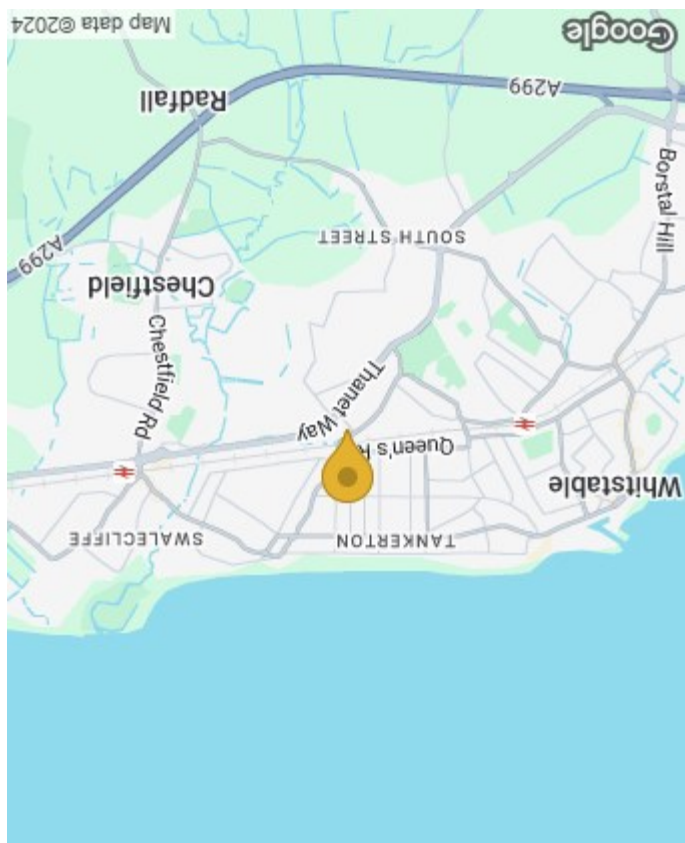 Whitstable
TANKERTON
SWALECLIFFE
Queen's R
Thanet Way
Chestfield Rd
Chestfield
SOUTH STREET
Borstal Hill
A299
A299
Radfall
Google
Map data ©2024